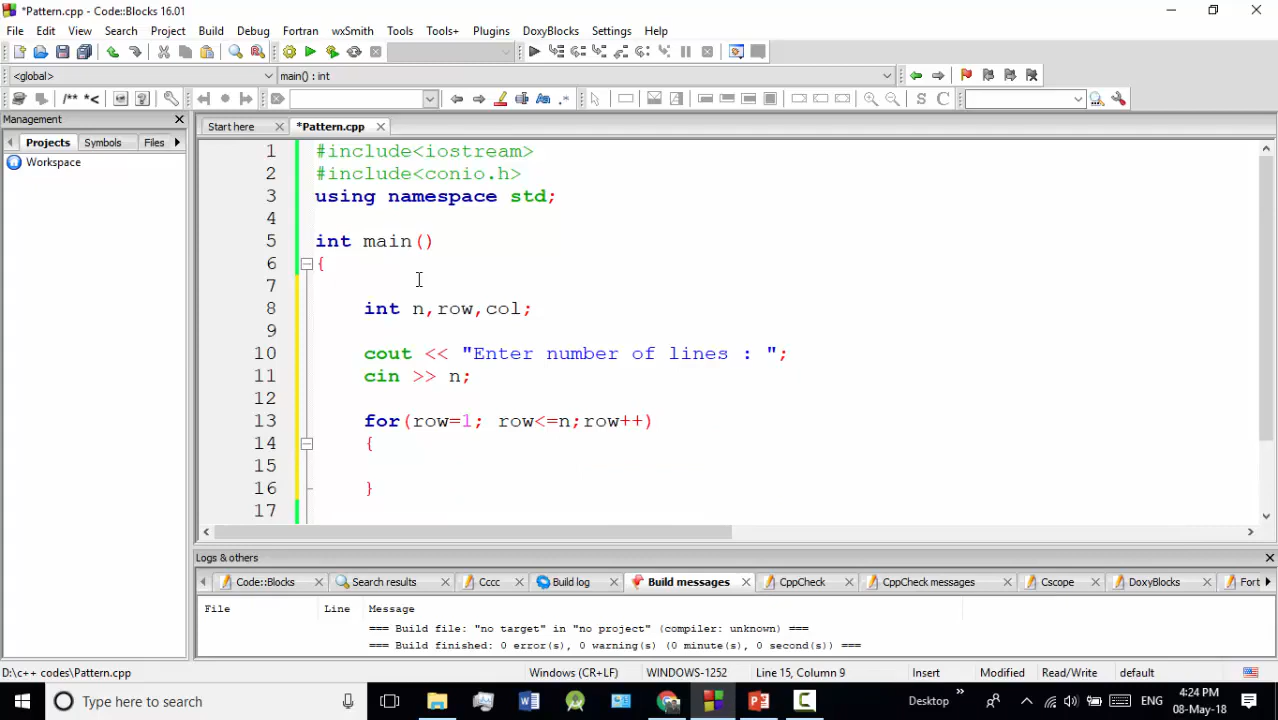 *Pattern.cpp - Code::Blocks 16.01
File Edit View Search Project Build Debug Fortran wxSmith Tools Tools+ Plugins DoxyBlocks Settings Help
<global> main() : int
/** *<
S C
Management
Projects Symbols Files
Workspace
Start here *Pattern.cpp
1 #include<iostream>
2 #include<conio.h>
3 using namespace std;
4
5 int main()
6 {
7
8 int n,row,col;
9
10 cout << "Enter number of lines : ";
11 cin >> n;
12
13 for(row=1; row<=n;row++)
14 {
15
16 }
17
Logs & others
Code::Blocks Search results Cccc Build log Build messages CppCheck CppCheck messages Cscope DoxyBlocks Fort
File Line Message
=== Build file: "no target" in "no project" (compiler: unknown) ===
=== Build finished: 0 error(s), 0 warning(s) (0 minute(s), 0 second(s)) ===
D:\c++ codes\Pattern.cpp Windows (CR+LF) WINDOWS-1252 Line 15, Column 9 Insert Modified Read/Write default
Type here to search
Desktop » ENG
4:24 PM
08-May-18